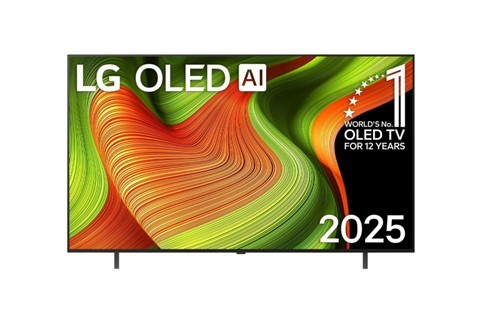 LG OLED AI
1
WORLD'S No.
OLED TV
FOR 12 YEARS
2025